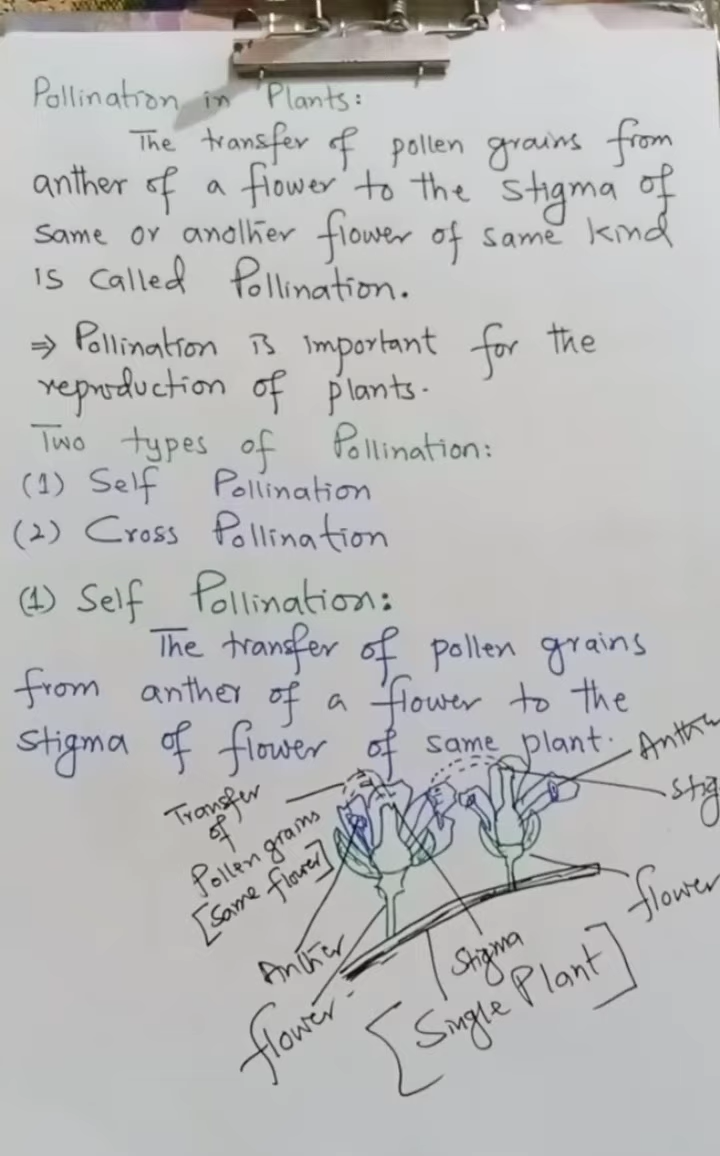 Pollination in Plants:
The transfer of pollen grains from
anther of a flower to the stigma of
same or another flower of same kind
is called Pollination.
⇒ Pollination is important for the
reproduction of plants.
Two types of Pollination:
(1) Self Pollination
(2) Cross Pollination
(1) Self Pollination:
The transfer of pollen grains
from anther of a flower to the
stigma of flower of same plant.
Transfer
of
Pollen grains
[Same flower]
Anther
flower
Stigma
[Single Plant]
Anthe
Stig
flower